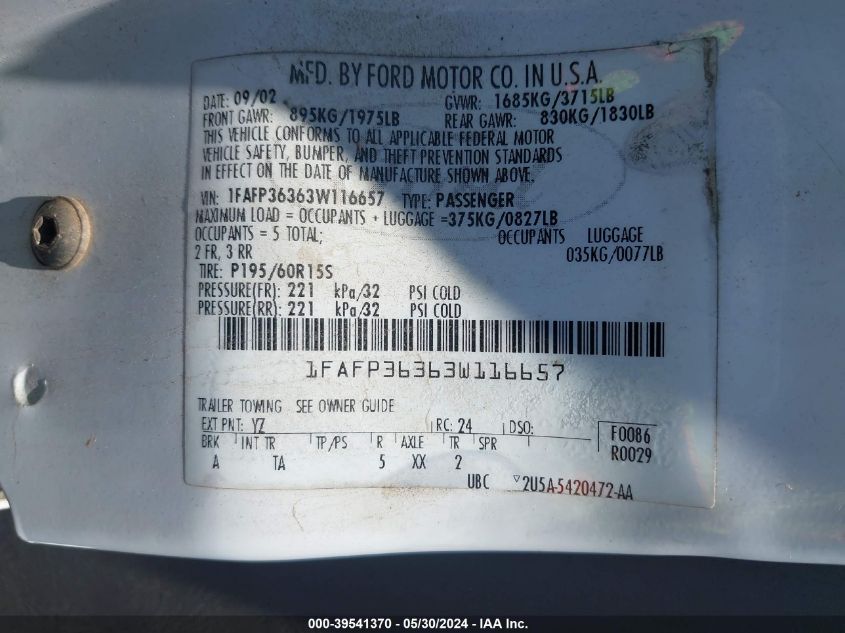 MFD. BY FORD MOTOR CO. IN U.S.A.
DATE: 09/02 GVWR: 1685KG/3715LB
FRONT GAWR: 895KG/1975LB REAR GAWR: 830KG/1830LB
THIS VEHICLE CONFORMS TO ALL APPLICABLE FEDERAL MOTOR
VEHICLE SAFETY, BUMPER, AND THEFT PREVENTION STANDARDS
IN EFFECT ON THE DATE OF MANUFACTURE SHOWN ABOVE.
VIN: 1FAFP36363W116657 TYPE: PASSENGER
MAXIMUM LOAD = OCCUPANTS + LUGGAGE =375KG/0827LB
OCCUPANTS = 5 TOTAL; OCCUPANTS LUGGAGE
2 FR, 3 RR 035KG/0077LB
TIRE: P195/60R15S
PRESSURE(FR): 221 kPa/32 PSI COLD
PRESSURE(RR): 221 kPa/32 PSI COLD
1FAFP36363W116657
TRAILER TOWING SEE OWNER GUIDE
EXT PNT: YZ RC: 24 DSO: F0086
BRK INT TR TP/PS R AXLE TR SPR R0029
A TA 5 XX 2
UBC ▽2U5A-5420472-AA
000-39541370 - 05/30/2024 - IAA Inc.